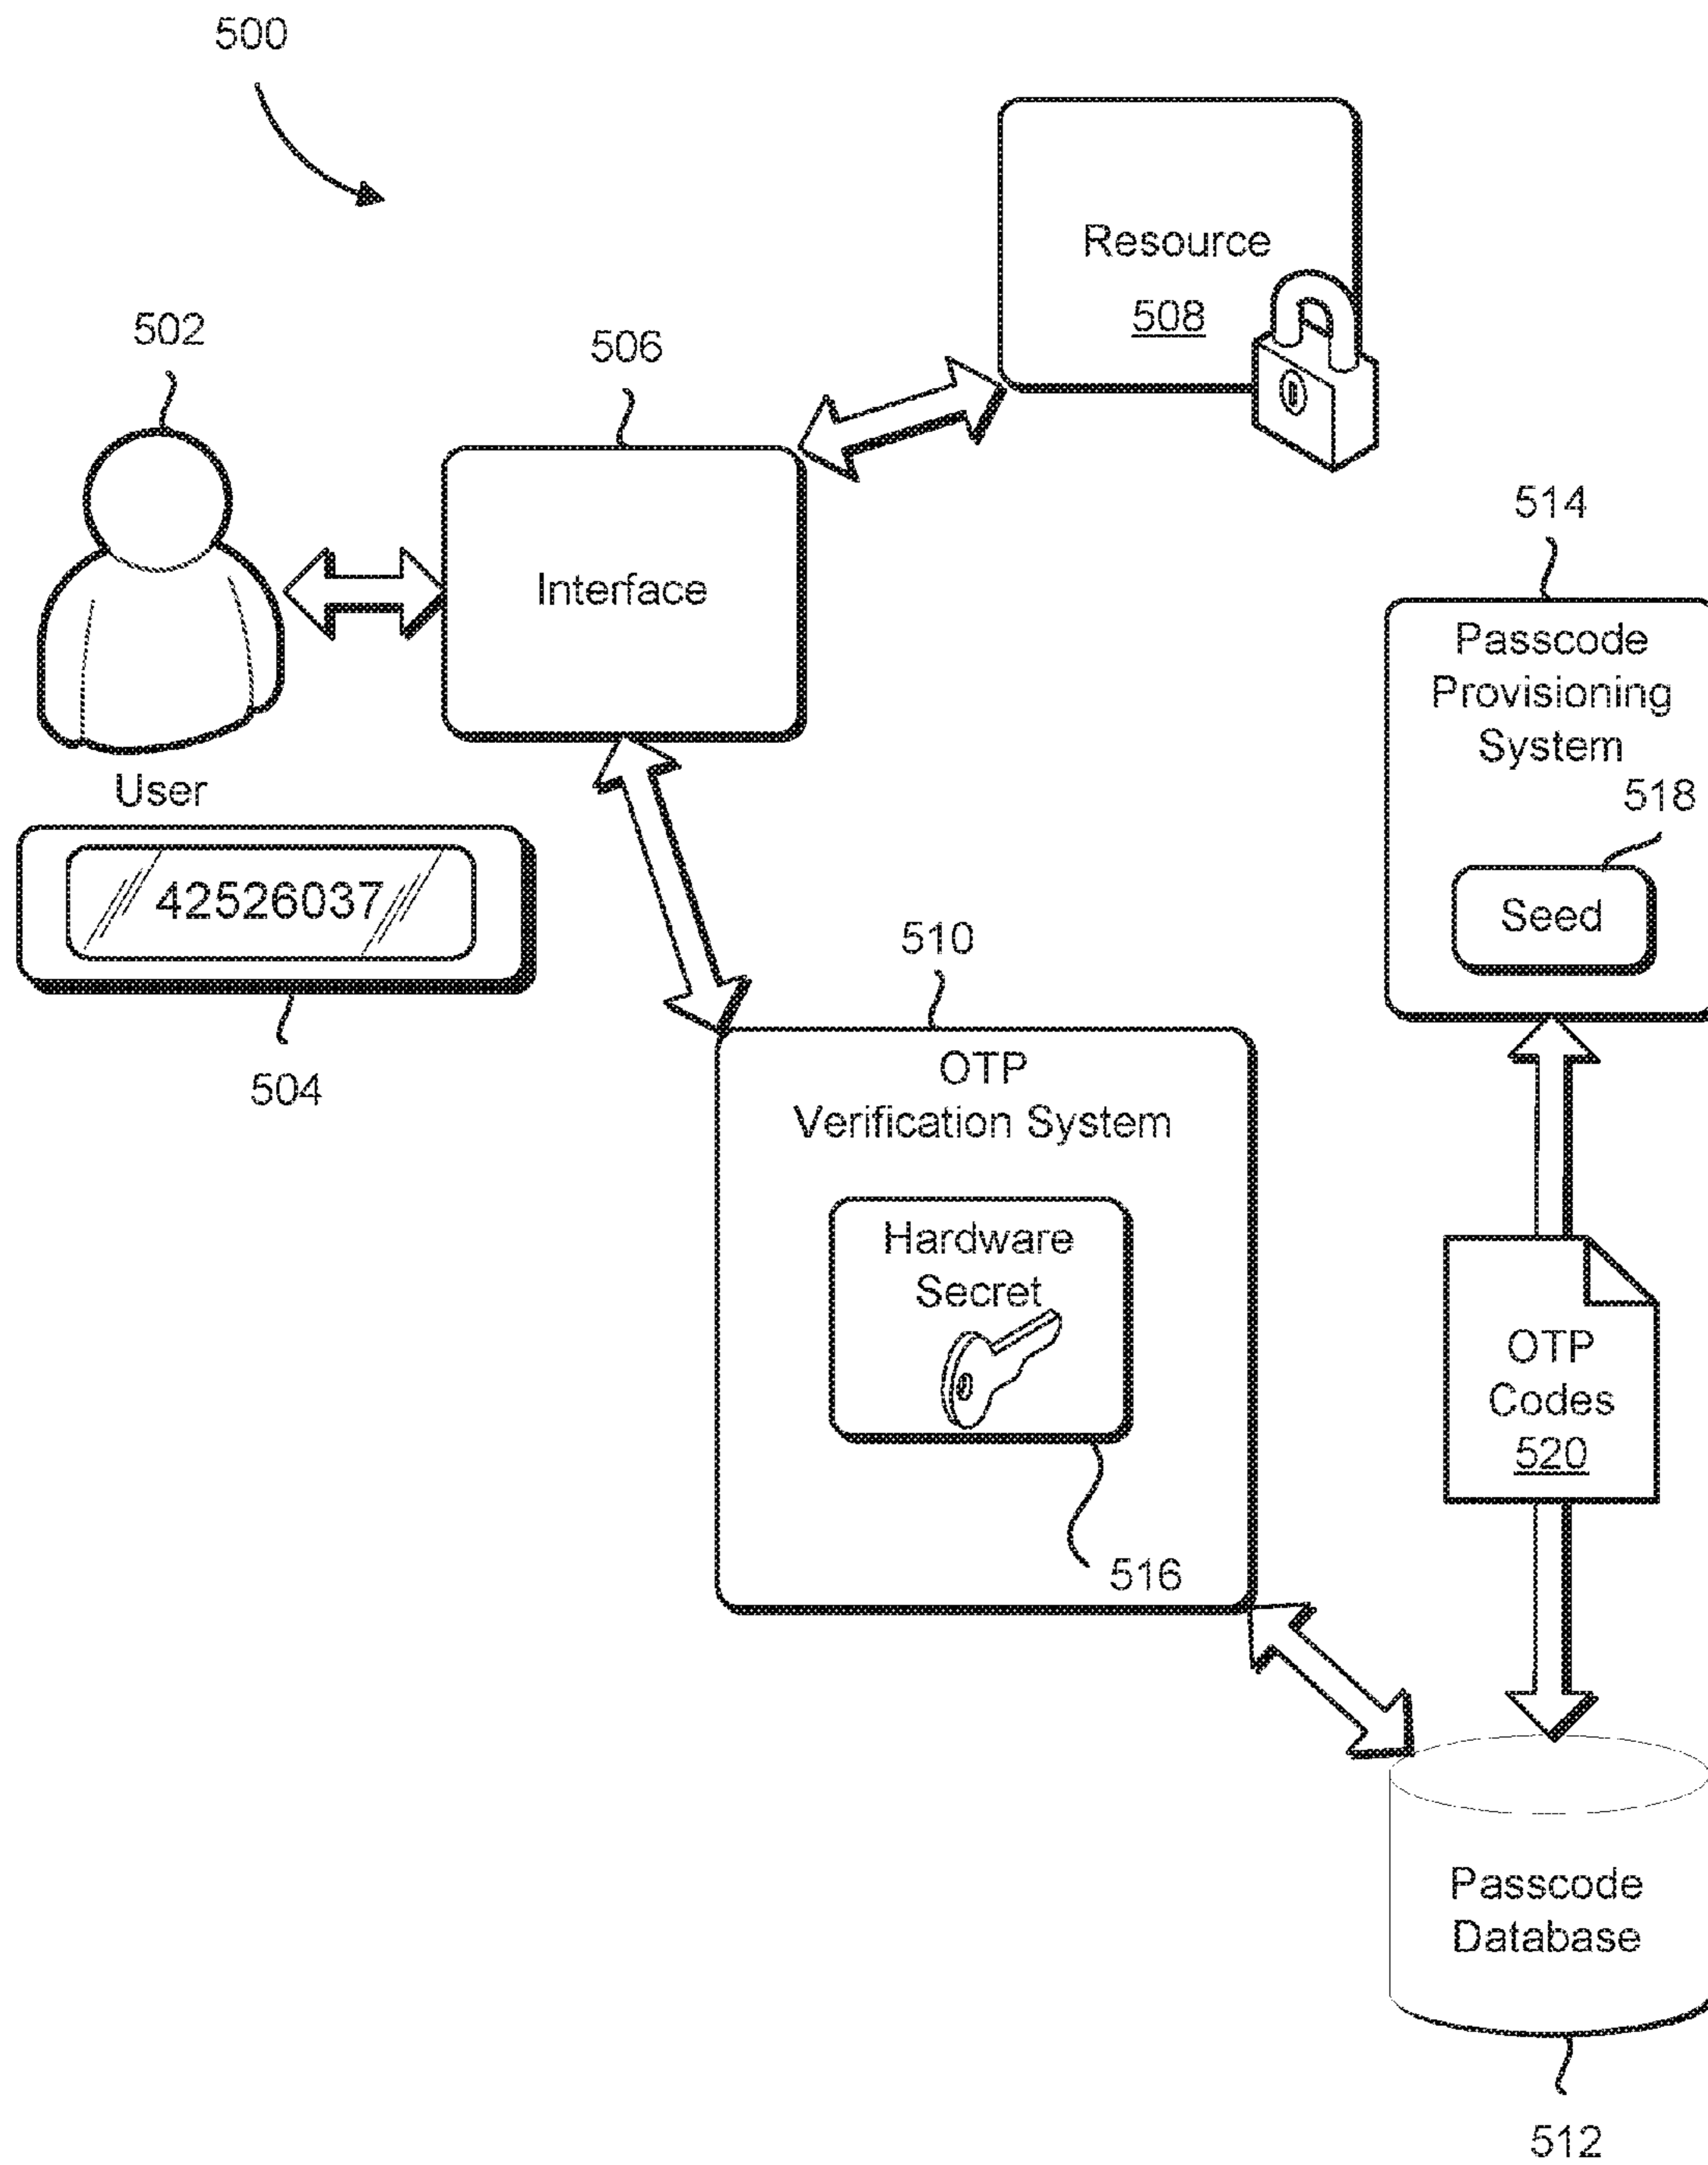 500
Resource
508
502
506
514
Interface
Passcode
Provisioning
System
518
Seed
User
42526037
504
510
OTP
Verification System
Hardware
Secret
516
OTP
Codes
520
Passcode
Database
512